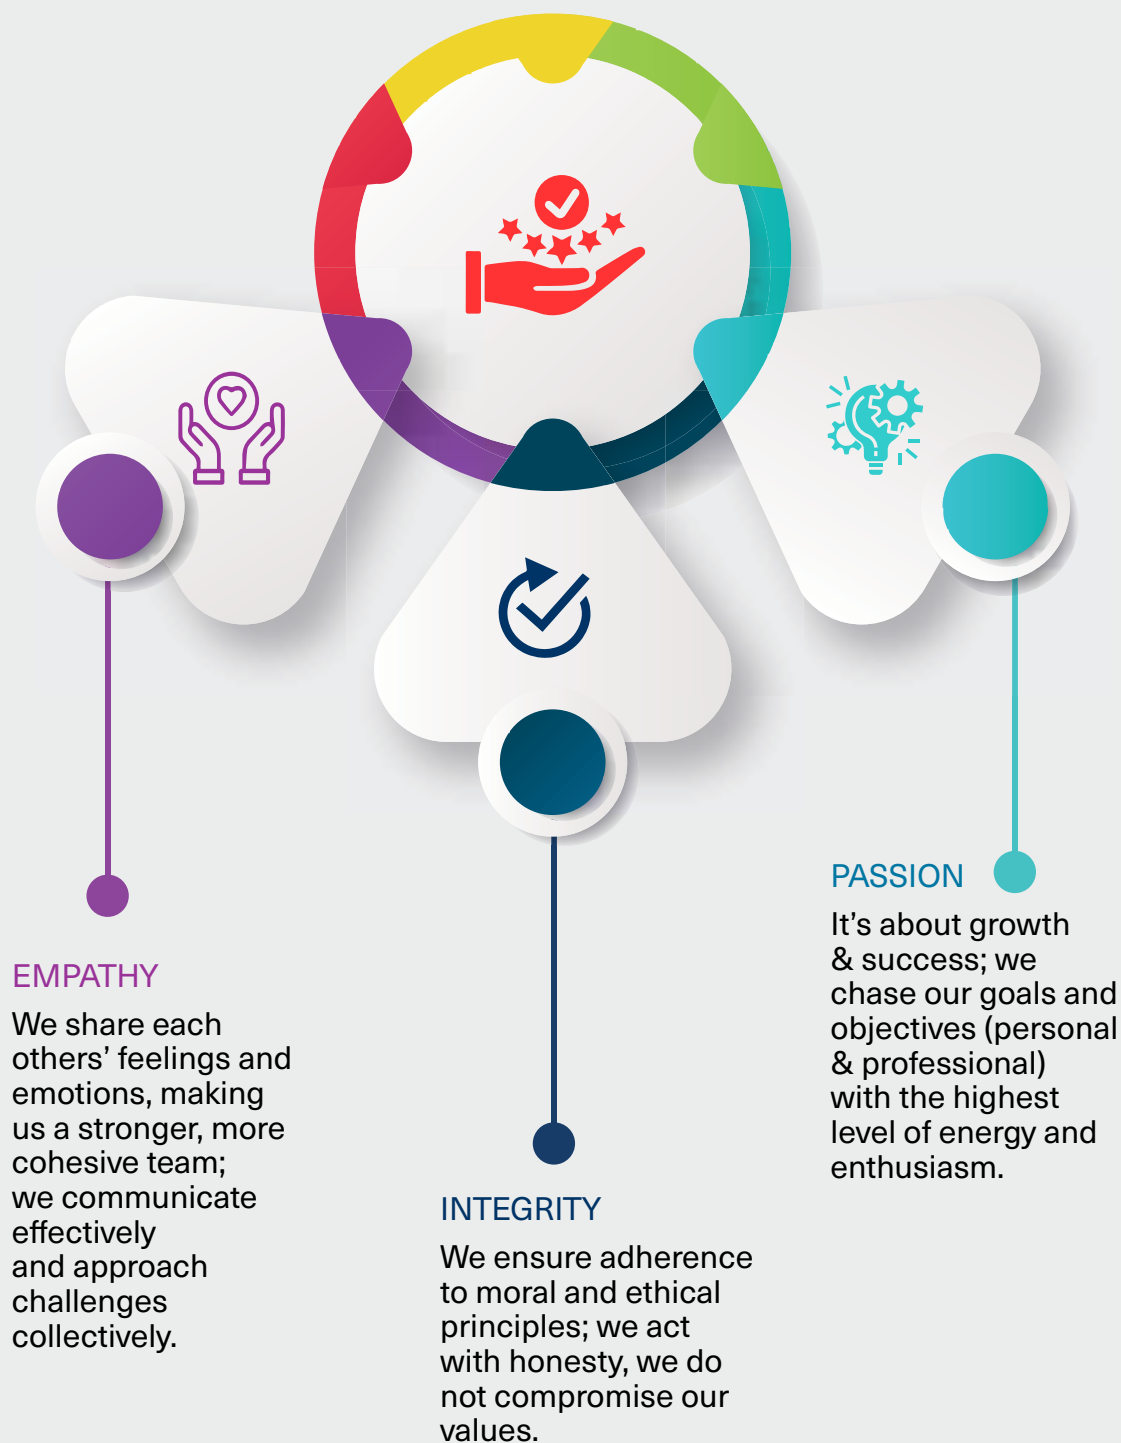 EMPATHY
We share each
others’ feelings and
emotions, making
us a stronger, more
cohesive team;
we communicate
effectively
and approach
challenges
collectively.
INTEGRITY
We ensure adherence
to moral and ethical
principles; we act
with honesty, we do
not compromise our
values.
PASSION
It’s about growth
& success; we
chase our goals and
objectives (personal
& professional)
with the highest
level of energy and
enthusiasm.